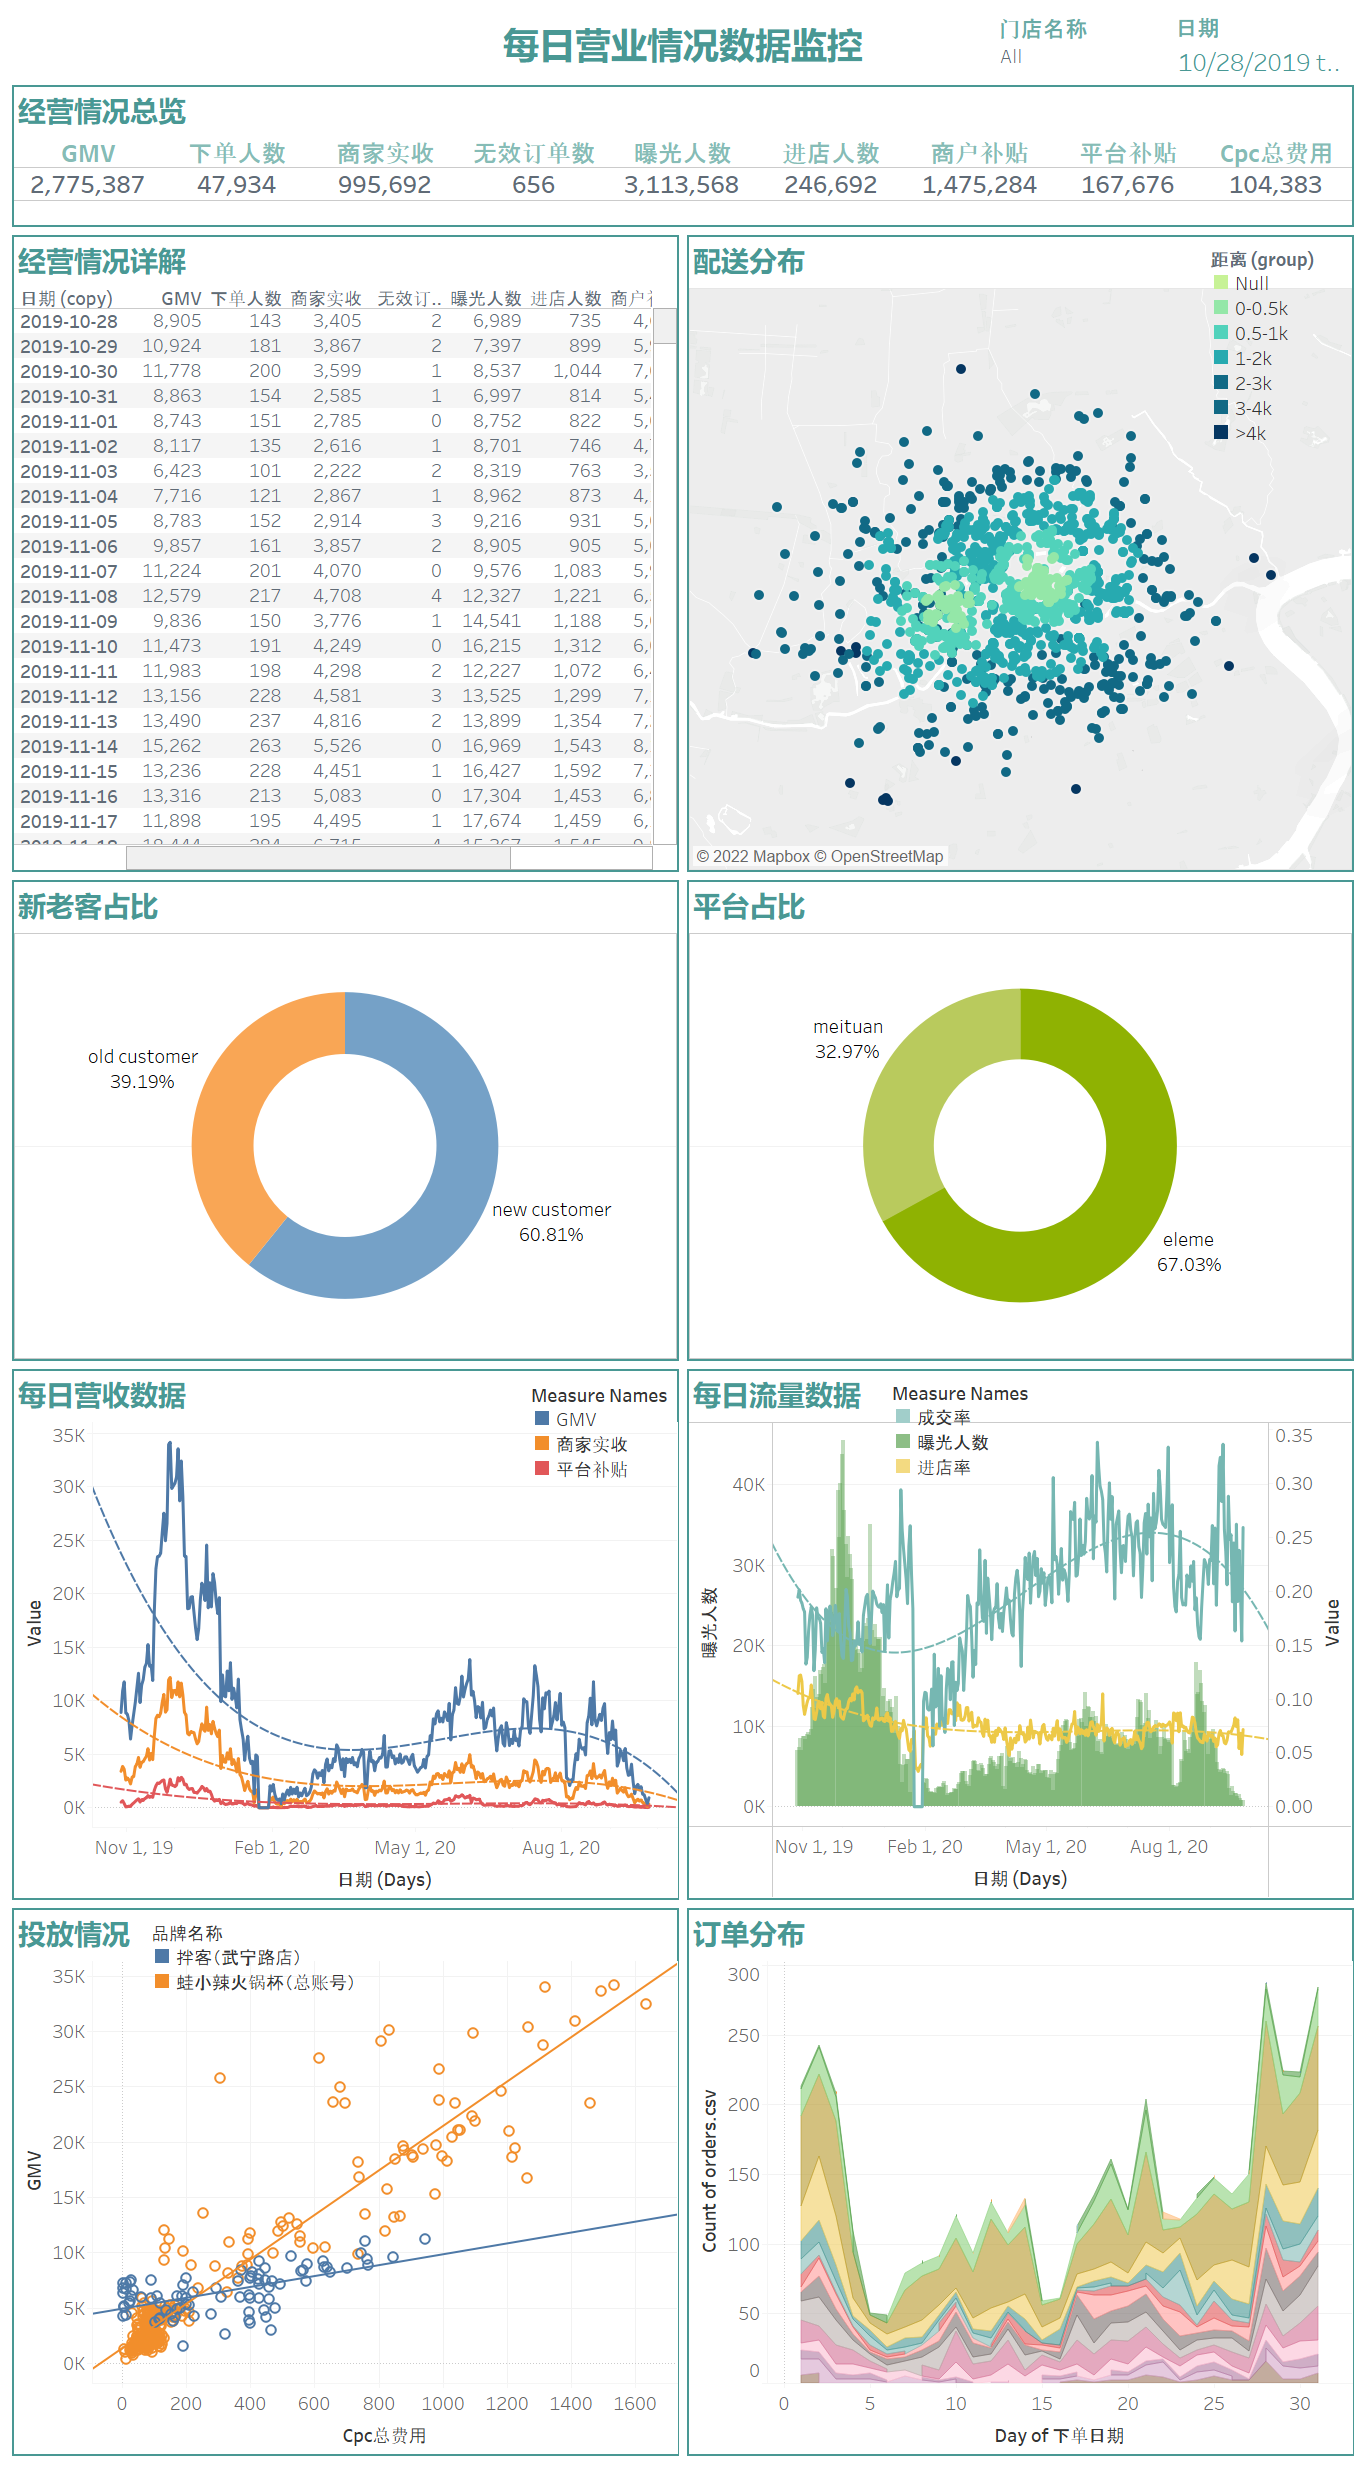 每日营业情况数据监控
门店名称
All
日期
10/28/2019 t..
经营情况总览
GMV 下单人数 商家实收 无效订单数 曝光人数 进店人数 商户补贴 平台补贴 Cpc总费用
2,775,387 47,934 995,692 656 3,113,568 246,692 1,475,284 167,676 104,383
经营情况详解
日期 (copy) GMV 下单人数 商家实收 无效订.. 曝光人数 进店人数 商户
2019-10-28 8,905 143 3,405 2 6,989 735 4,
2019-10-29 10,924 181 3,867 2 7,397 899 5,
2019-10-30 11,778 200 3,599 1 8,537 1,044 7,
2019-10-31 8,863 154 2,585 1 6,997 814 5,
2019-11-01 8,743 151 2,785 0 8,752 822 5,
2019-11-02 8,117 135 2,616 1 8,701 746 4,
2019-11-03 6,423 101 2,222 2 8,319 763 3,
2019-11-04 7,716 121 2,867 1 8,962 873 4,
2019-11-05 8,783 152 2,914 3 9,216 931 5,
2019-11-06 9,857 161 3,857 2 8,905 905 5,
2019-11-07 11,224 201 4,070 0 9,576 1,083 5,
2019-11-08 12,579 217 4,708 4 12,327 1,221 6,
2019-11-09 9,836 150 3,776 1 14,541 1,188 5,
2019-11-10 11,473 191 4,249 0 16,215 1,312 6,
2019-11-11 11,983 198 4,298 2 12,227 1,072 6,
2019-11-12 13,156 228 4,581 3 13,525 1,299 7,
2019-11-13 13,490 237 4,816 2 13,899 1,354 7,
2019-11-14 15,262 263 5,526 0 16,969 1,543 8,
2019-11-15 13,236 228 4,451 1 16,427 1,592 7,
2019-11-16 13,316 213 5,083 0 17,304 1,453 6,
2019-11-17 11,898 195 4,495 1 17,674 1,459 6,
配送分布
距离 (group)
Null
0-0.5k
0.5-1k
1-2k
2-3k
3-4k
>4k
© 2022 Mapbox © OpenStreetMap
新老客占比
old customer
39.19%
new customer
60.81%
平台占比
meituan
32.97%
eleme
67.03%
每日营收数据
Measure Names
GMV
商家实收
平台补贴
35K
30K
25K
20K
15K
10K
5K
0K
Value
Nov 1, 19 Feb 1, 20 May 1, 20 Aug 1, 20
日期 (Days)
每日流量数据
Measure Names
成交率
曝光人数
进店率
40K
30K
20K
10K
0K
曝光人数
0.35
0.30
0.25
0.20
0.15
0.10
0.05
0.00
Value
Nov 1, 19 Feb 1, 20 May 1, 20 Aug 1, 20
日期 (Days)
投放情况
品牌名称
拌客(武宁路店)
蛙小辣火锅杯(总账号)
35K
30K
25K
20K
15K
10K
5K
0K
GMV
0 200 400 600 800 1000 1200 1400 1600
Cpc总费用
订单分布
300
250
200
150
100
50
0
Count of orders.csv
0 5 10 15 20 25 30
Day of 下单日期